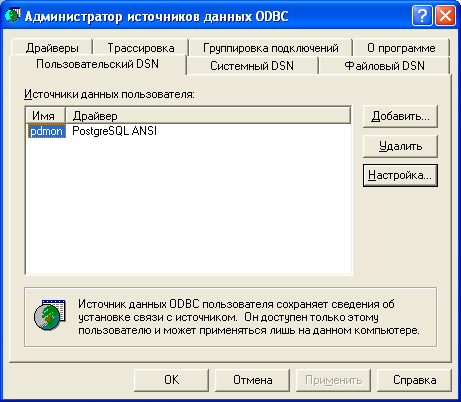 Администратор источников данных ODBC
Драйверы Трассировка Группировка подключений О программе
Пользовательский DSN Системный DSN Файловый DSN
Источники данных пользователя:
Имя Драйвер
pdmon PostgreSQL ANSI
Добавить...
Удалить
Настройка...
Источник данных ODBC пользователя сохраняет сведения об
установке связи с источником. Он доступен только этому
пользователю и может применяться лишь на данном компьютере.
OK Отмена Применить Справка